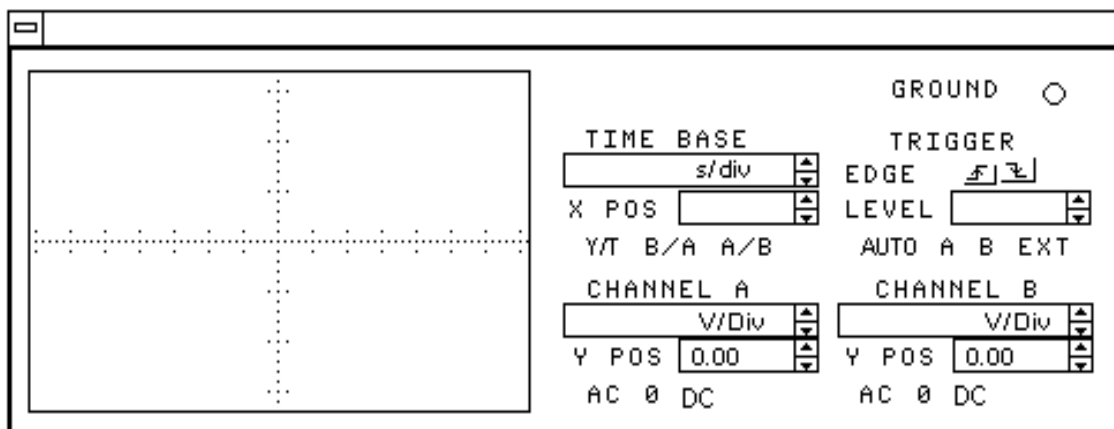 GROUND
TIME BASE
s/div
X POS
Y/T B/A A/B
TRIGGER
EDGE
LEVEL
AUTO A B EXT
CHANNEL A
V/Div
Y POS 0.00
AC 0 DC
CHANNEL B
V/Div
Y POS 0.00
AC 0 DC